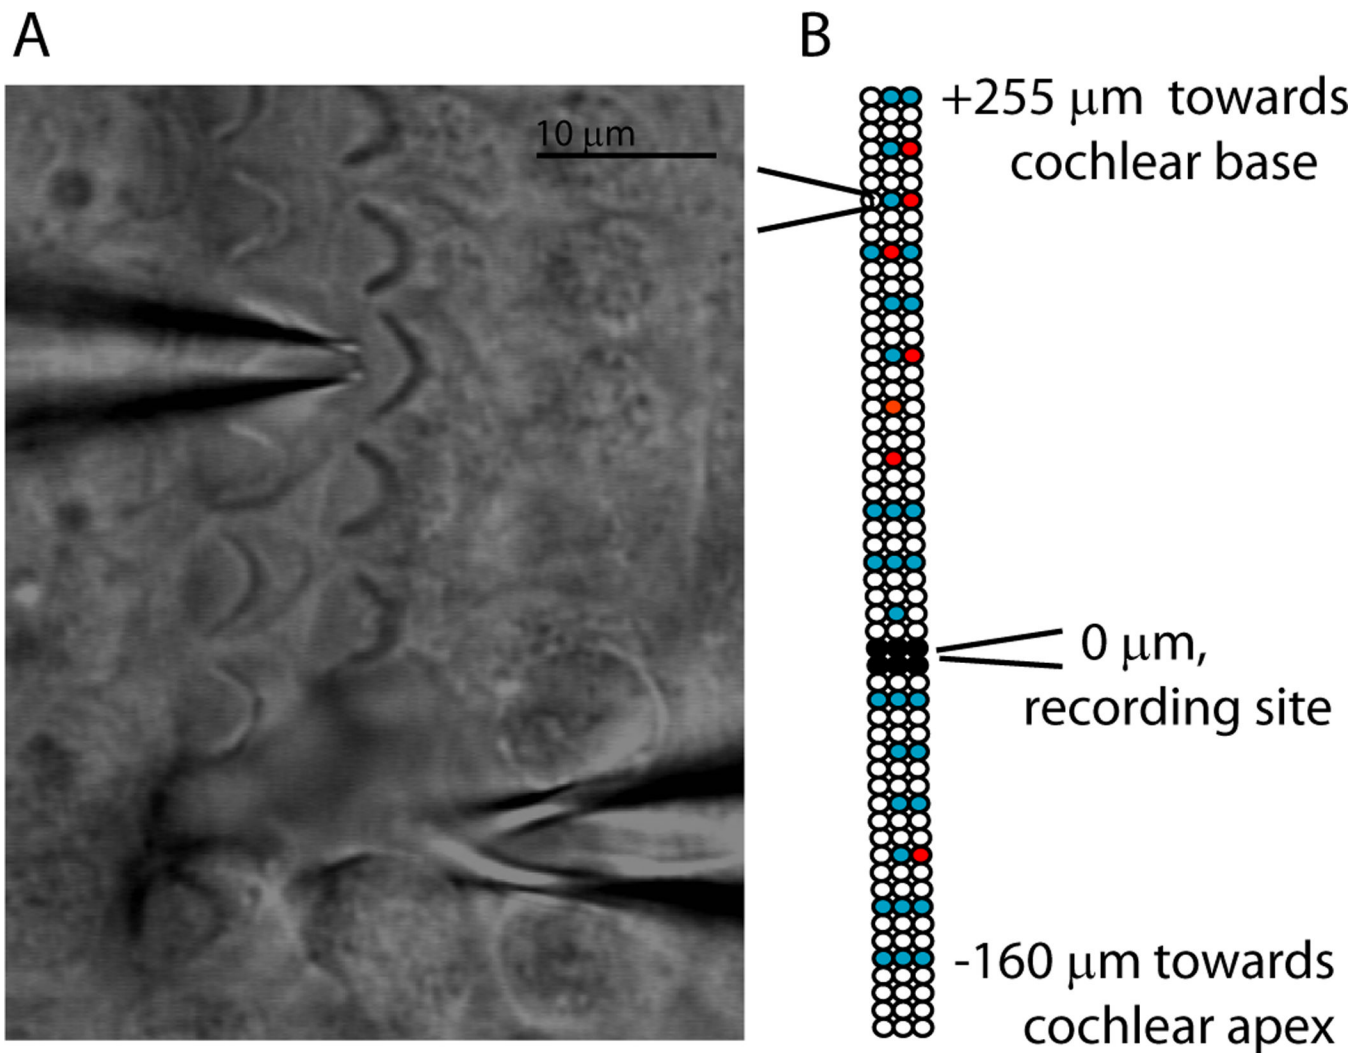 A
B
10 μm
+255 μm towards
cochlear base
0 μm,
recording site
-160 μm towards
cochlear apex